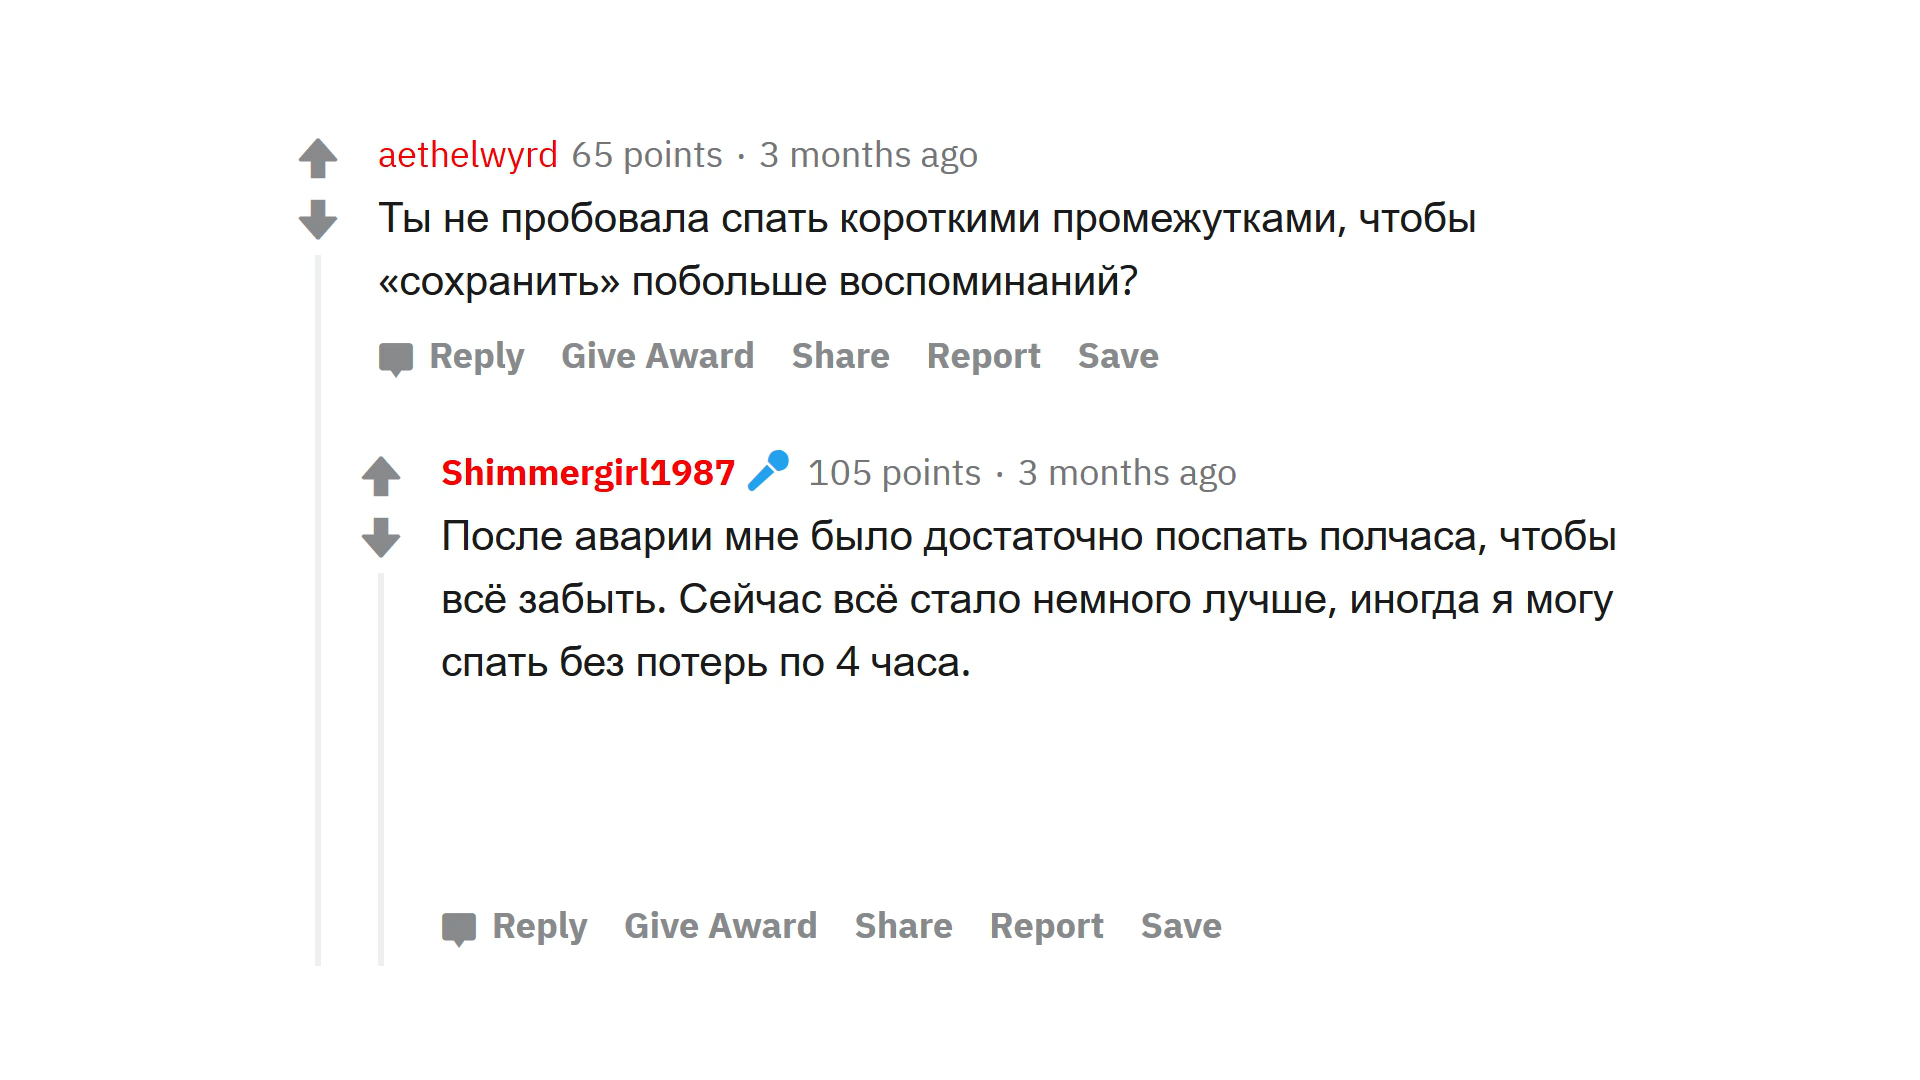 aethelwyrd 65 points · 3 months ago
Ты не пробовала спать короткими промежутками, чтобы
«сохранить» побольше воспоминаний?
Reply Give Award Share Report Save
Shimmergirl1987 105 points · 3 months ago
После аварии мне было достаточно поспать полчаса, чтобы
всё забыть. Сейчас всё стало немного лучше, иногда я могу
спать без потерь по 4 часа.
Reply Give Award Share Report Save